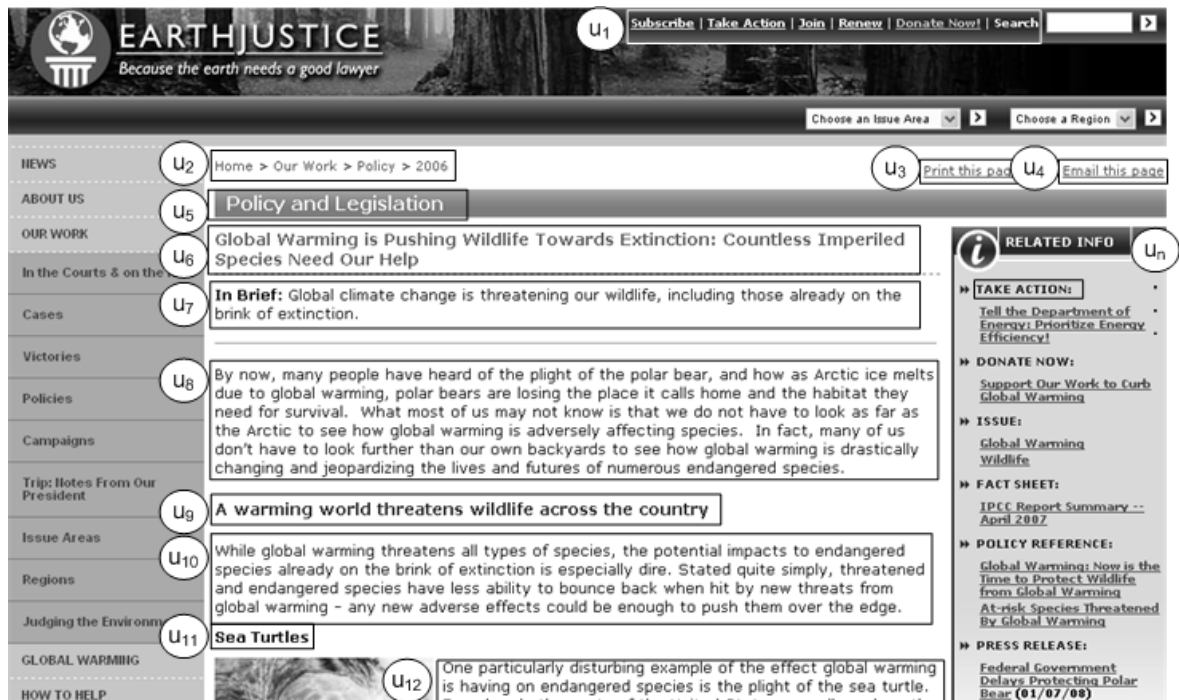 EARTHJUSTICE
Because the earth needs a good lawyer
u1
Subscribe | Take Action | Join | Renew | Donate Now! | Search
Choose an Issue Area
Choose a Region
NEWS
ABOUT US
OUR WORK
In the Courts & on the
Cases
Victories
Policies
Campaigns
Trip: Notes From Our
President
Issue Areas
Regions
Judging the Environm
GLOBAL WARMING
HOW TO HELP
u2
Home > Our Work > Policy > 2006
u3
Print this pag
u4
Email this page
u5
Policy and Legislation
u6
Global Warming is Pushing Wildlife Towards Extinction: Countless Imperiled
Species Need Our Help
u7
In Brief: Global climate change is threatening our wildlife, including those already on the
brink of extinction.
u8
By now, many people have heard of the plight of the polar bear, and how as Arctic ice melts
due to global warming, polar bears are losing the place it calls home and the habitat they
need for survival. What most of us may not know is that we do not have to look as far as
the Arctic to see how global warming is adversely affecting species. In fact, many of us
don't have to look further than our own backyards to see how global warming is drastically
changing and jeopardizing the lives and futures of numerous endangered species.
u9
A warming world threatens wildlife across the country
u10
While global warming threatens all types of species, the potential impacts to endangered
species already on the brink of extinction is especially dire. Stated quite simply, threatened
and endangered species have less ability to bounce back when hit by new threats from
global warming - any new adverse effects could be enough to push them over the edge.
u11
Sea Turtles
u12
One particularly disturbing example of the effect global warming
is having on endangered species is the plight of the sea turtle.
i
RELATED INFO
un
TAKE ACTION:
Tell the Department of
Energy: Prioritize Energy
Efficiency!
DONATE NOW:
Support Our Work to Curb
Global Warming
ISSUE:
Global Warming
Wildlife
FACT SHEET:
IPCC Report Summary --
April 2007
POLICY REFERENCE:
Global Warming: Now is the
Time to Protect Wildlife
from Global Warming
At-risk Species Threatened
By Global Warming
PRESS RELEASE:
Federal Government
Delays Protecting Polar
Bear (01/07/08)